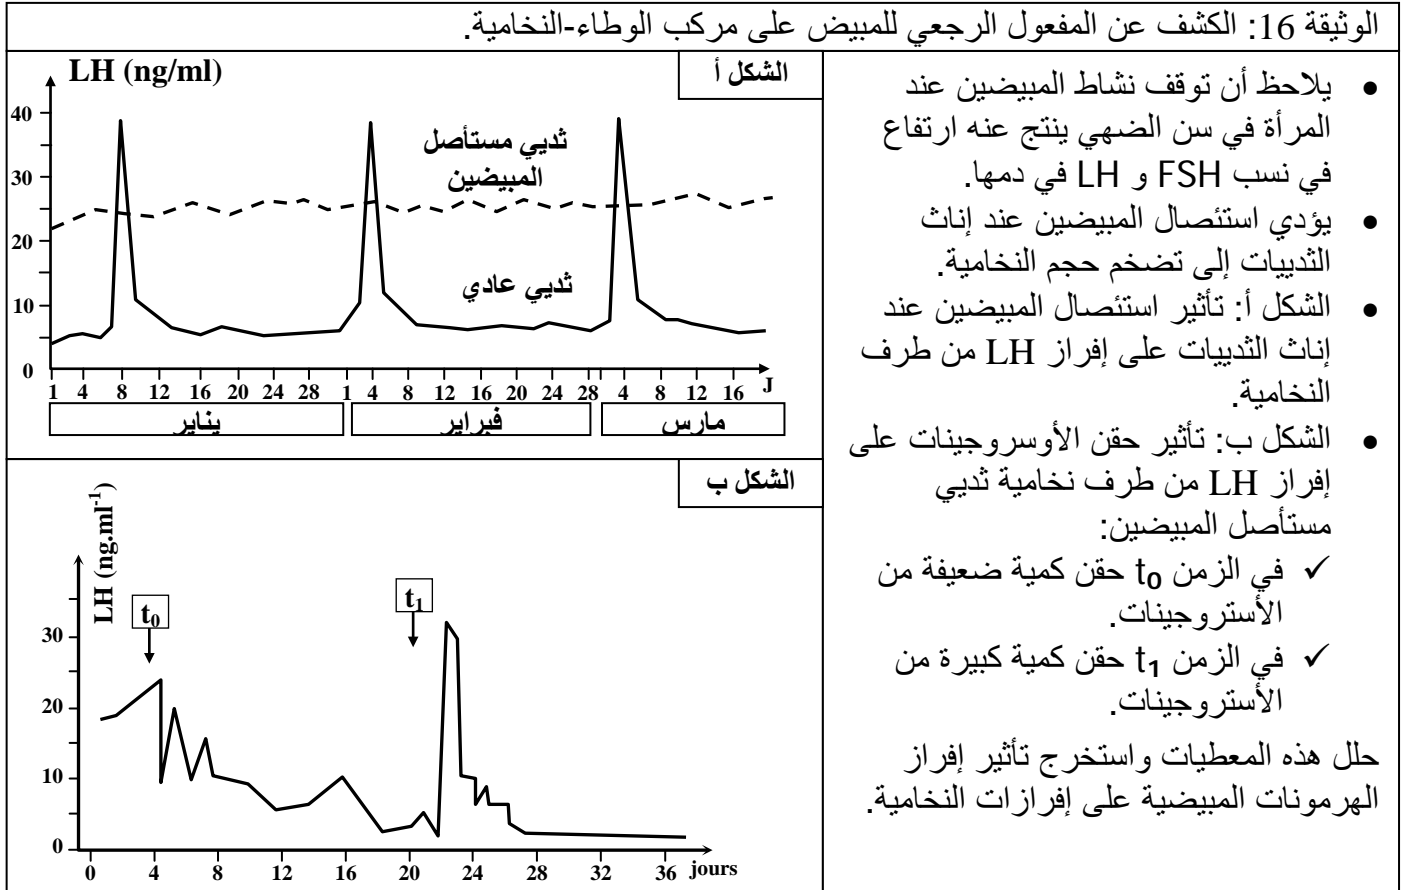 الوثيقة 16: الكشف عن المفعول الرجعي للمبيض على مركب الوطاء-النخامية.
• يلاحظ أن توقف نشاط المبيضين عند
المرأة في سن الضهي ينتج عنه ارتفاع
في نسب FSH و LH في دمها.
• يؤدي استئصال المبيضين عند إناث
الثدييات إلى تضخم حجم النخامية.
• الشكل أ: تأثير استئصال المبيضين عند
إناث الثدييات على إفراز LH من طرف
النخامية.
• الشكل ب: تأثير حقن الأوسروجينات على
إفراز LH من طرف نخامية ثديي
مستأصل المبيضين:
✓ في الزمن t0 حقن كمية ضعيفة من
الأستروجينات.
✓ في الزمن t1 حقن كمية كبيرة من
الأستروجينات.
حلل هذه المعطيات واستخرج تأثير إفراز
الهرمونات المبيضية على إفرازات النخامية.
الشكل أ
LH (ng/ml)
40
30
20
10
0
ثديي مستأصل
المبيضين
ثديي عادي
1 4 8 12 16 20 24 28 1 4 8 12 16 20 24 28 4 8 12 16 J
يناير فبراير مارس
الشكل ب
LH (ng.ml-1)
t0 t1
30
20
10
0
0 4 8 12 16 20 24 28 32 36 jours